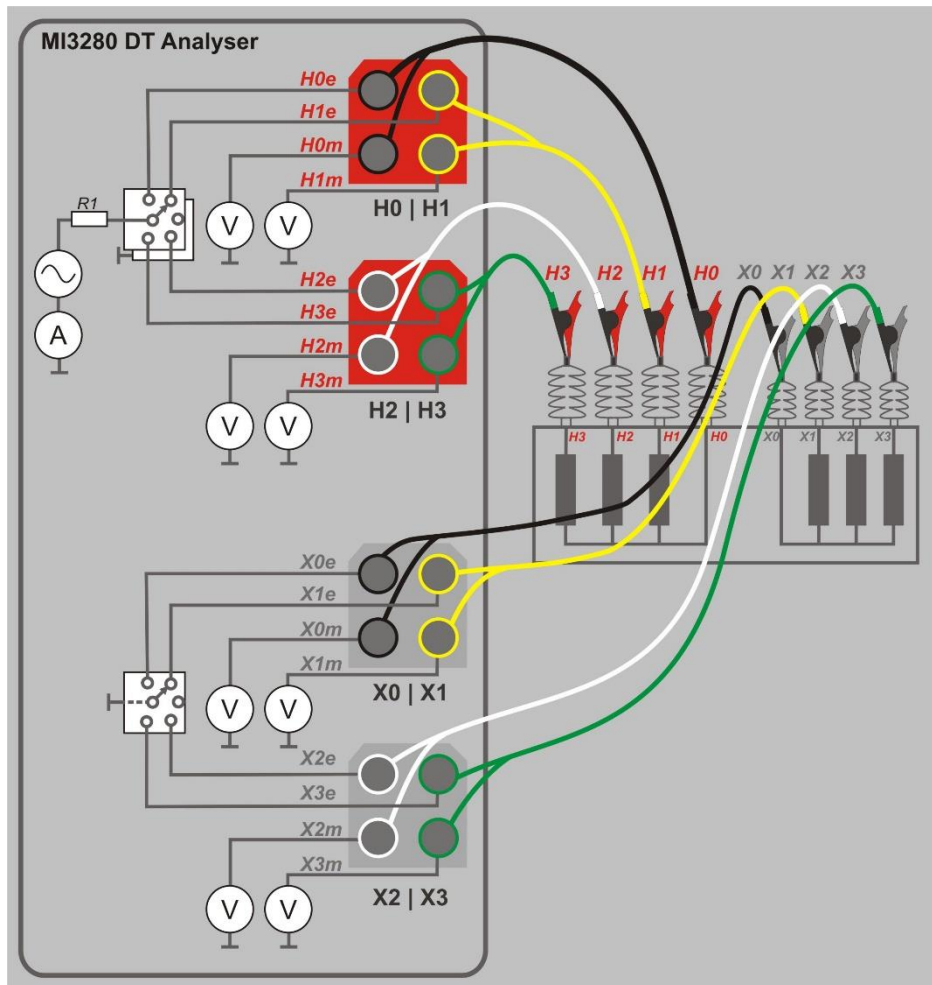 MI3280 DT Analyser
H0e
H1e
H0m
H1m
H0 | H1
R1
V V
A
H2e
H3e
H2m
H3m
H2 | H3
V V
H3 H2 H1 H0 X0 X1 X2 X3
H3 H2 H1 H0 X0 X1 X2 X3
X0e
X1e
X0m
X1m
X0 | X1
V V
X2e
X3e
X2m
X3m
X2 | X3
V V